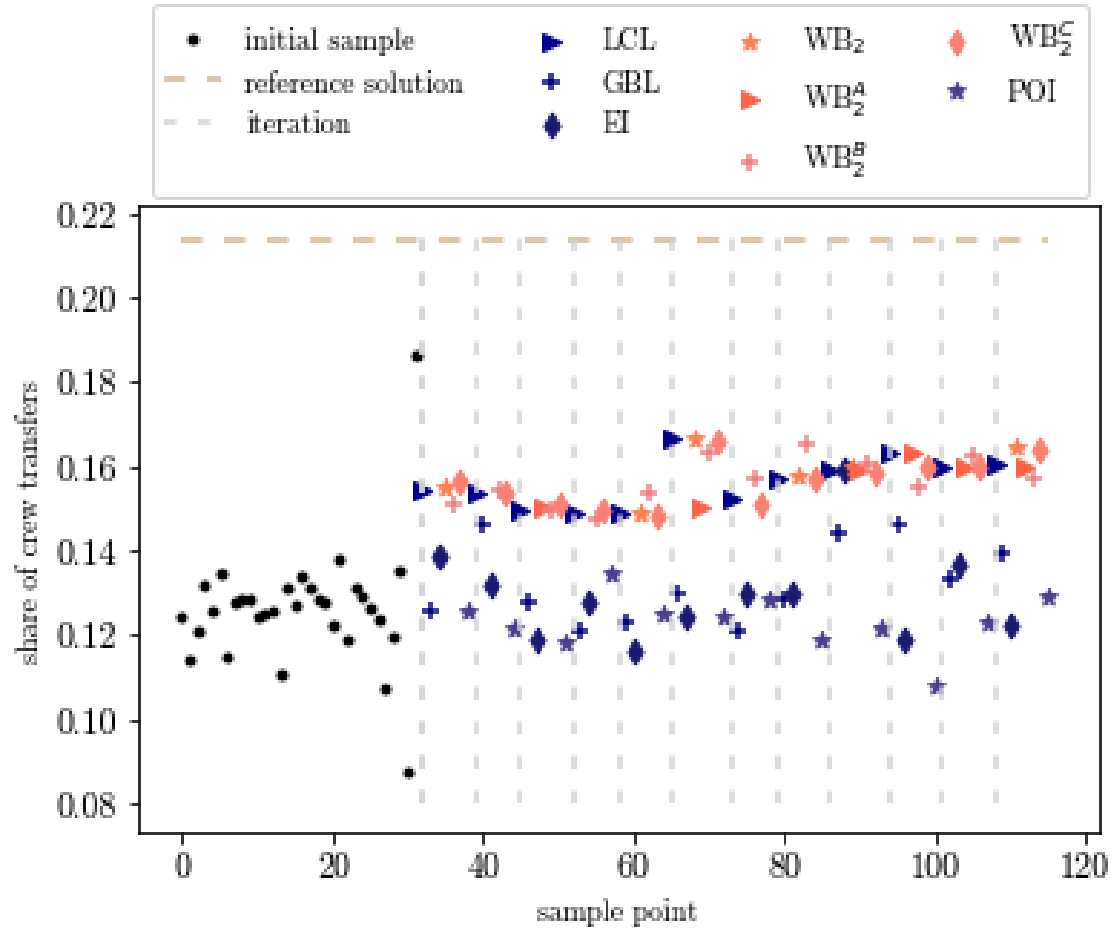 initial sample
reference solution
iteration
LCL
GBL
EI
WB₂
WB₂ᴬ
WB₂ᴮ
WB₂ᶜ
POI
0.22
0.20
0.18
0.16
0.14
0.12
0.10
0.08
share of crew transfers
0 20 40 60 80 100 120
sample point